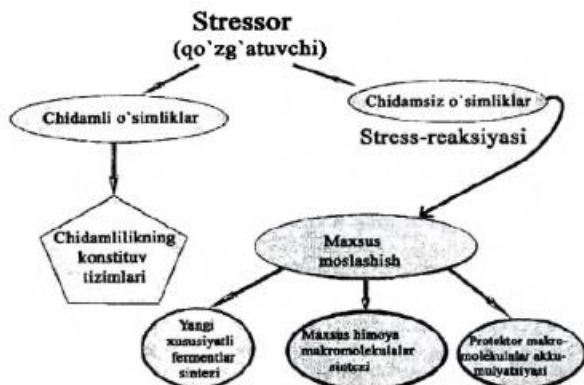 Stressor
(qo`zg`atuvchi)
Chidamli o`simliklar
Chidamsiz o`simliklar
Stress-reaksiyasi
Chidamlilikning
konstituv
tizimlari
Maxsus
moslashish
Yangi
xususiyatli
fermentlar
sintezi
Maxsus himoya
makromolekulalar
sintezi
Protektor makro-
molekulalar akku-
mulyatsiyasi